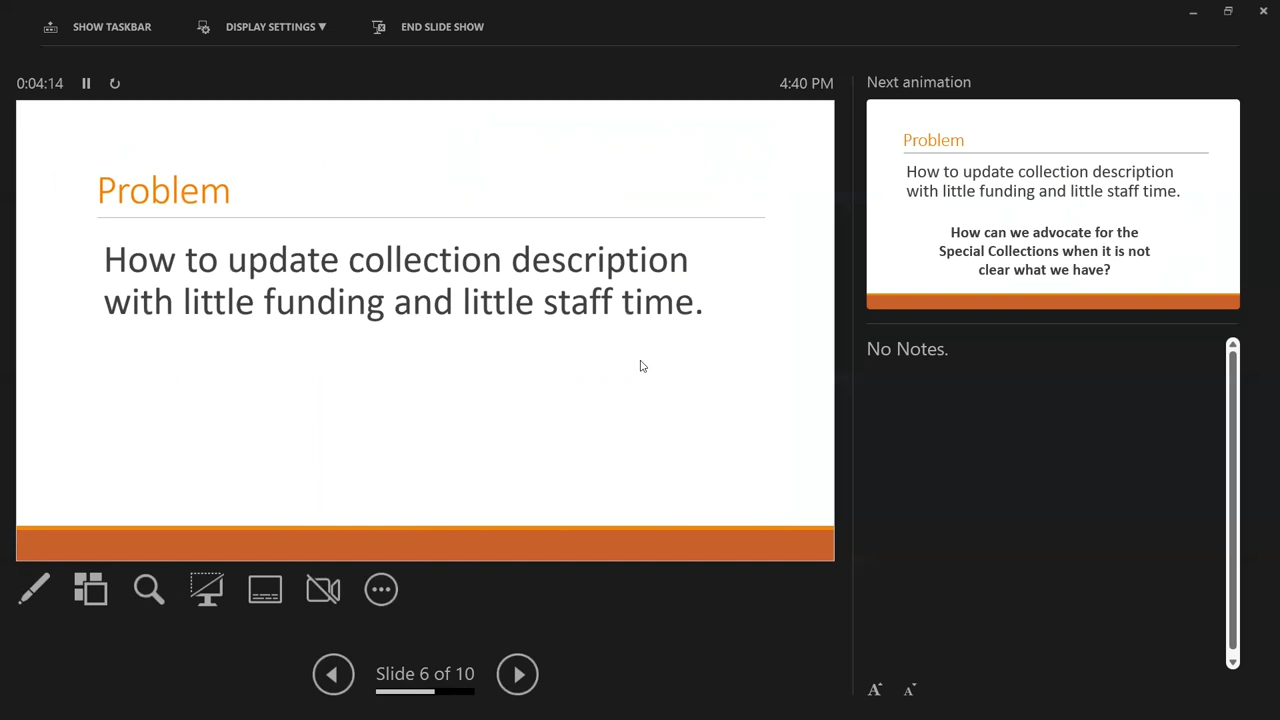 SHOW TASKBAR
DISPLAY SETTINGS ▼
END SLIDE SHOW
0:04:14
4:40 PM
Problem
How to update collection description
with little funding and little staff time.
Next animation
Problem
How to update collection description
with little funding and little staff time.
How can we advocate for the
Special Collections when it is not
clear what we have?
No Notes.
Slide 6 of 10
A A